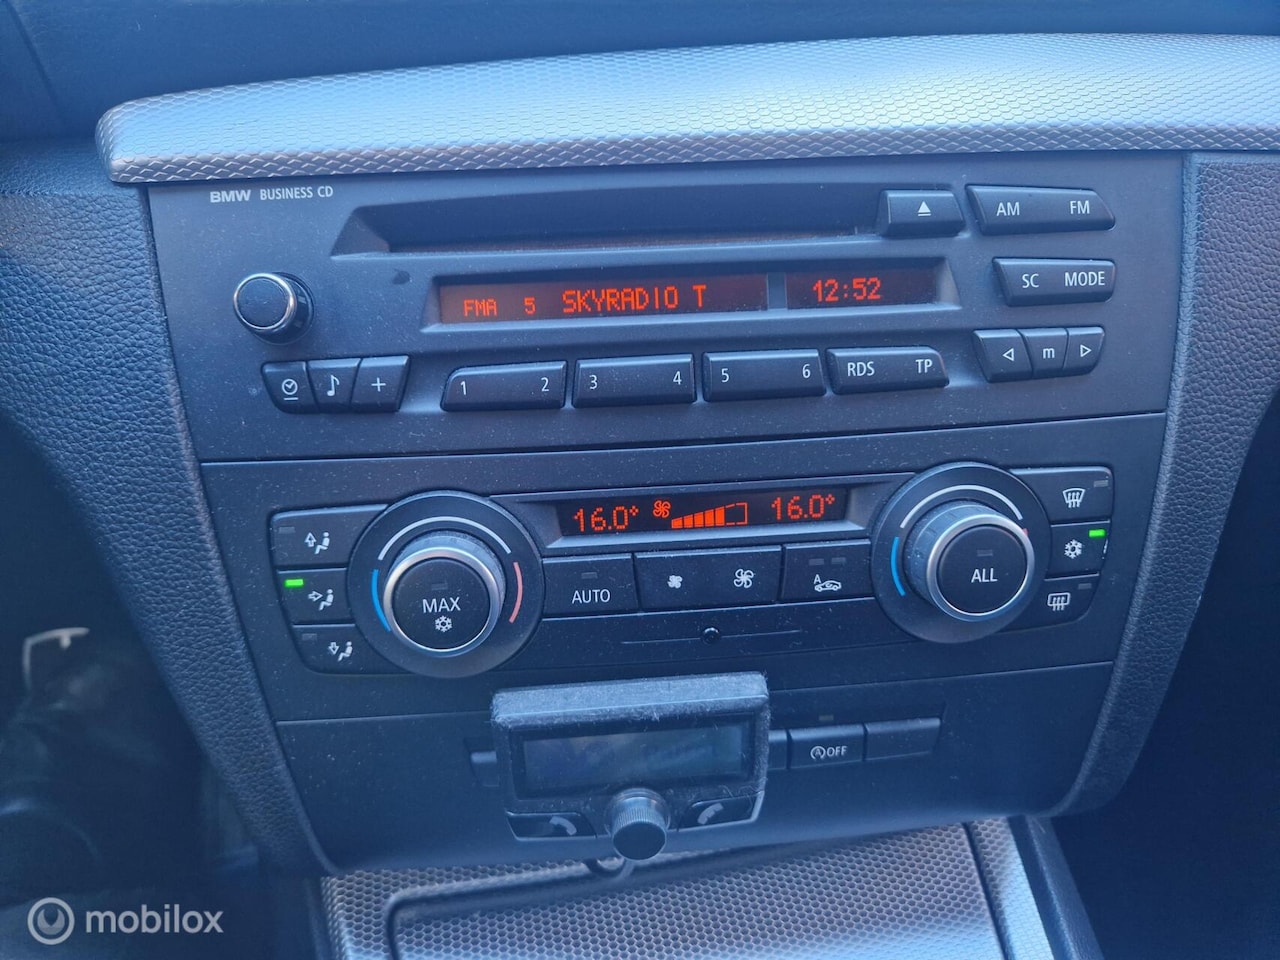 BMW BUSINESS CD
AM FM
SC MODE
FMA 5 SKYRADIO T 12:52
m
1 2 3 4 5 6 RDS TP
+
16.0° 16.0°
AUTO
A
MAX
ALL
A OFF
mobilox